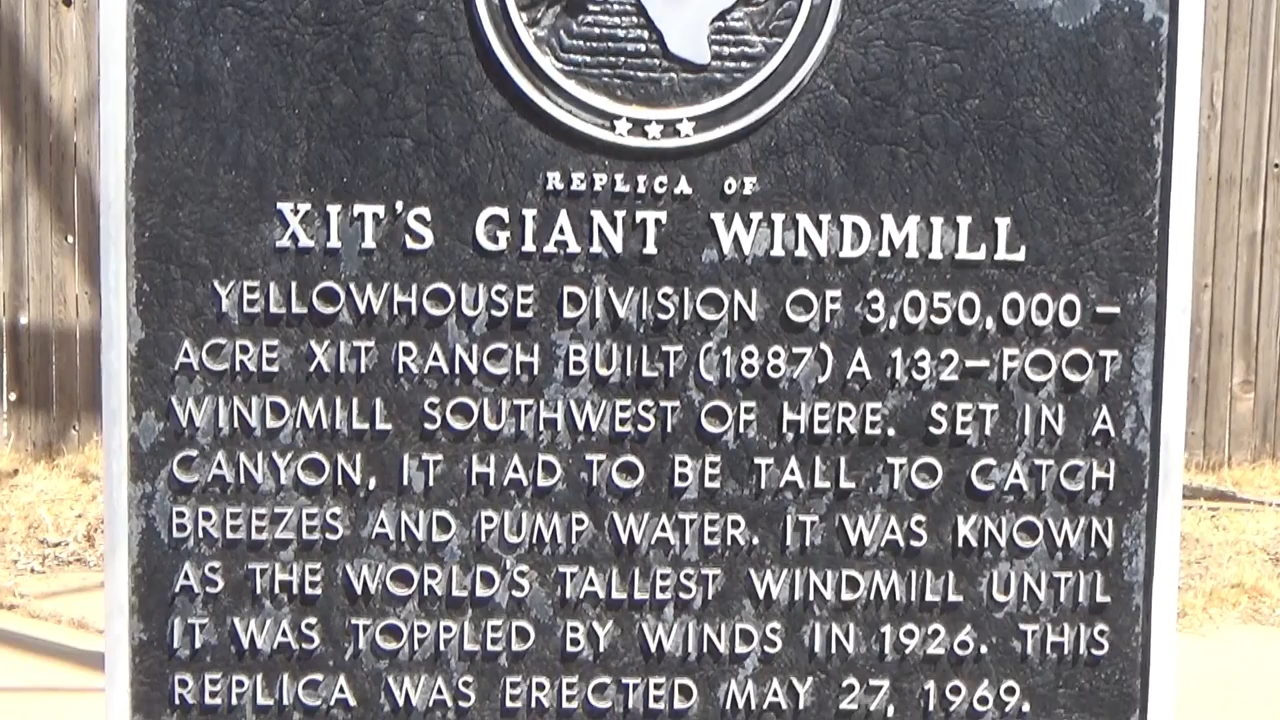 REPLICA OF
XIT'S GIANT WINDMILL
YELLOWHOUSE DIVISION OF 3,050,000-
ACRE XIT RANCH BUILT (1887) A 132-FOOT
WINDMILL SOUTHWEST OF HERE. SET IN A
CANYON, IT HAD TO BE TALL TO CATCH
BREEZES AND PUMP WATER. IT WAS KNOWN
AS THE WORLD'S TALLEST WINDMILL UNTIL
IT WAS TOPPLED BY WINDS IN 1926. THIS
REPLICA WAS ERECTED MAY 27, 1969.